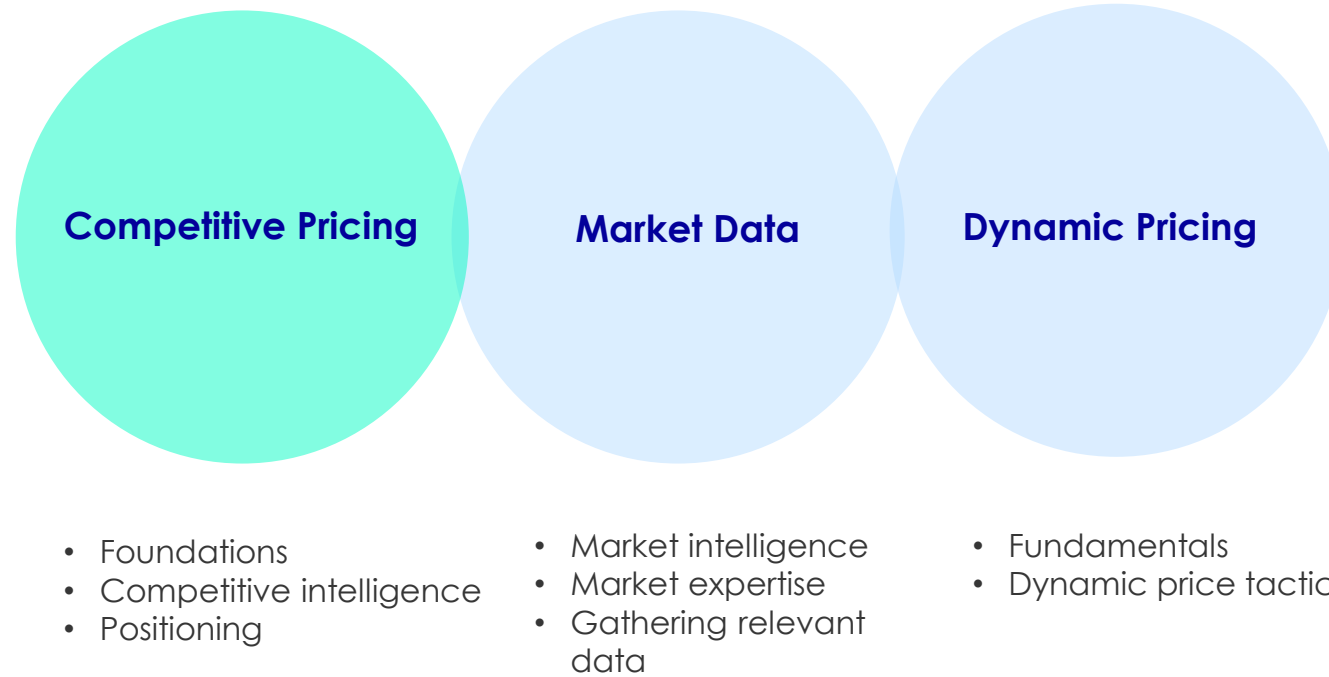 Competitive Pricing
Market Data
Dynamic Pricing
• Foundations
• Competitive intelligence
• Positioning
• Market intelligence
• Market expertise
• Gathering relevant
data
• Fundamentals
• Dynamic price